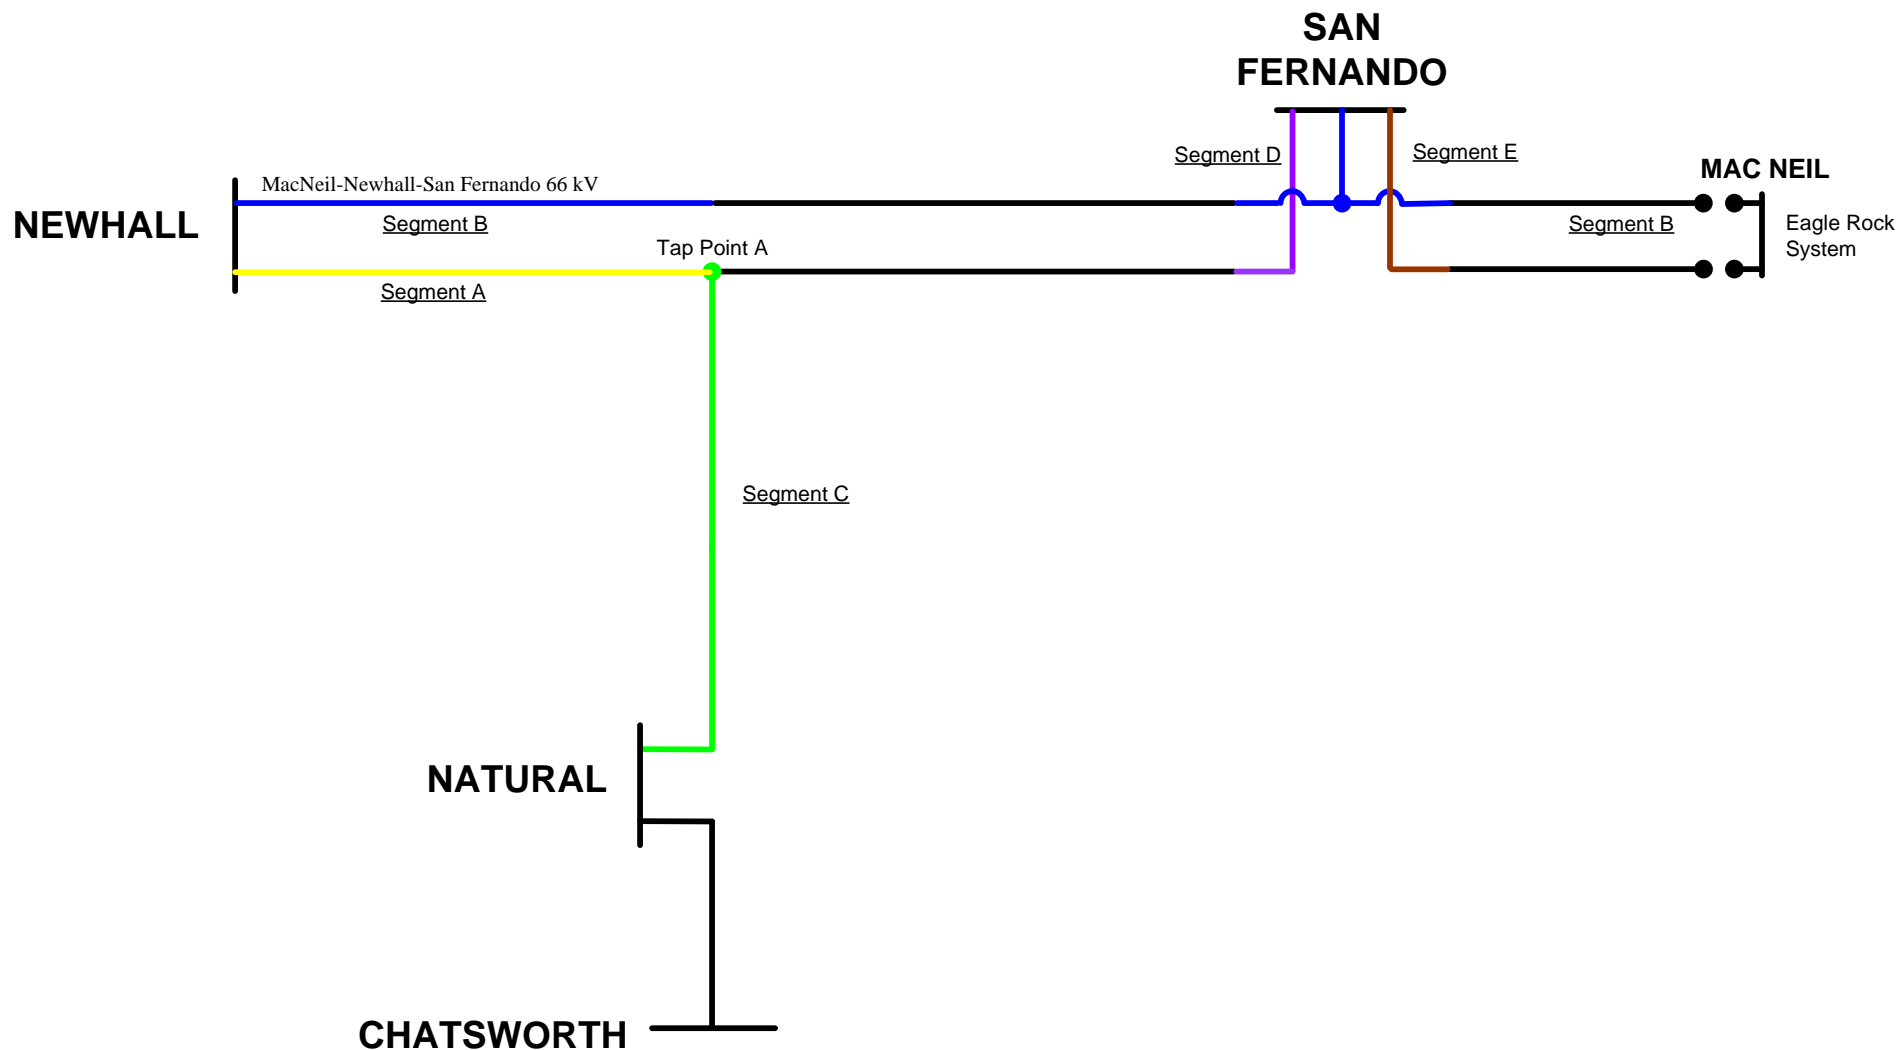 SAN
FERNANDO
Segment D
Segment E
MAC NEIL
MacNeil-Newhall-San Fernando 66 kV
NEWHALL
Segment B
Segment B
Eagle Rock
System
Tap Point A
Segment A
Segment C
NATURAL
CHATSWORTH